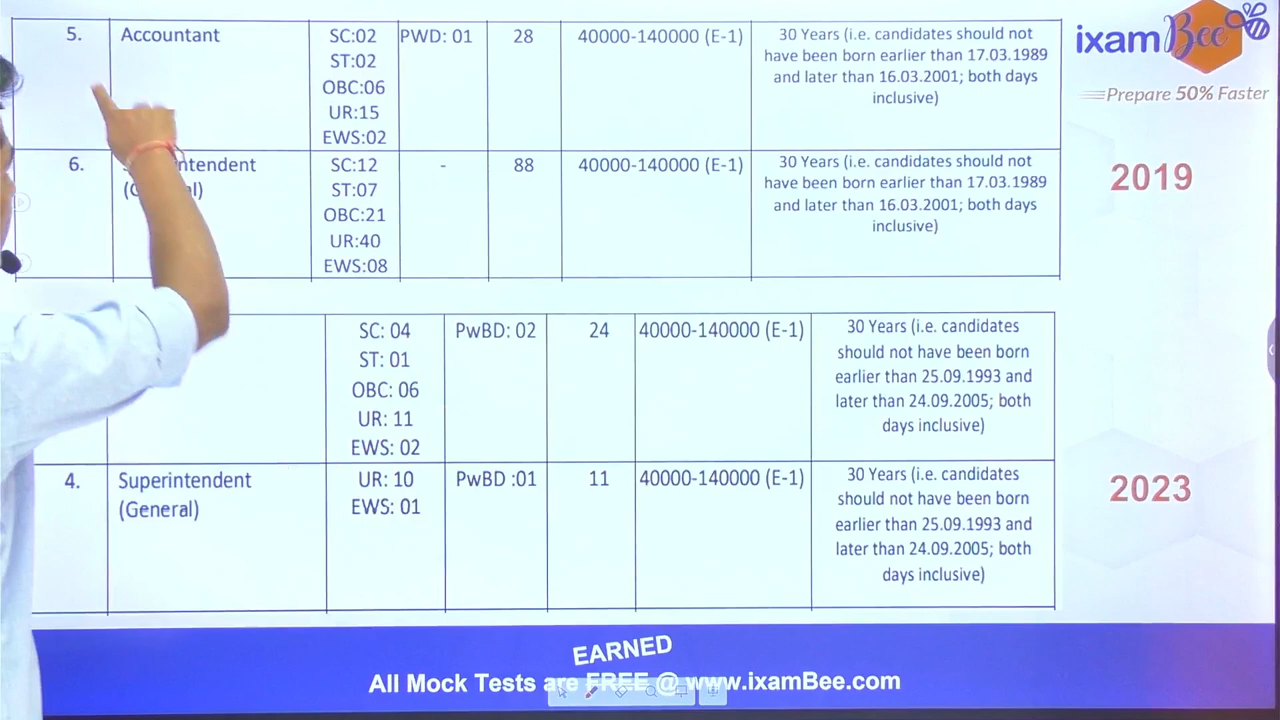 5. Accountant SC:02 PWD: 01 28 40000-140000 (E-1) 30 Years (i.e. candidates should not
ST:02 have been born earlier than 17.03.1989
OBC:06 and later than 16.03.2001; both days
UR:15 inclusive)
EWS:02
6. ntendent SC:12 - 88 40000-140000 (E-1) 30 Years (i.e. candidates should not
ST:07 have been born earlier than 17.03.1989
OBC:21 and later than 16.03.2001; both days
UR:40 inclusive)
EWS:08
ixamBee
Prepare 50% Faster
2019
SC: 04 PwBD: 02 24 40000-140000 (E-1) 30 Years (i.e. candidates
ST: 01 should not have been born
OBC: 06 earlier than 25.09.1993 and
UR: 11 later than 24.09.2005; both
EWS: 02 days inclusive)
4. Superintendent UR: 10 PwBD :01 11 40000-140000 (E-1) 30 Years (i.e. candidates
(General) EWS: 01 should not have been born
earlier than 25.09.1993 and
later than 24.09.2005; both
days inclusive)
2023
EARNED
All Mock Tests are FREE @ www.ixamBee.com